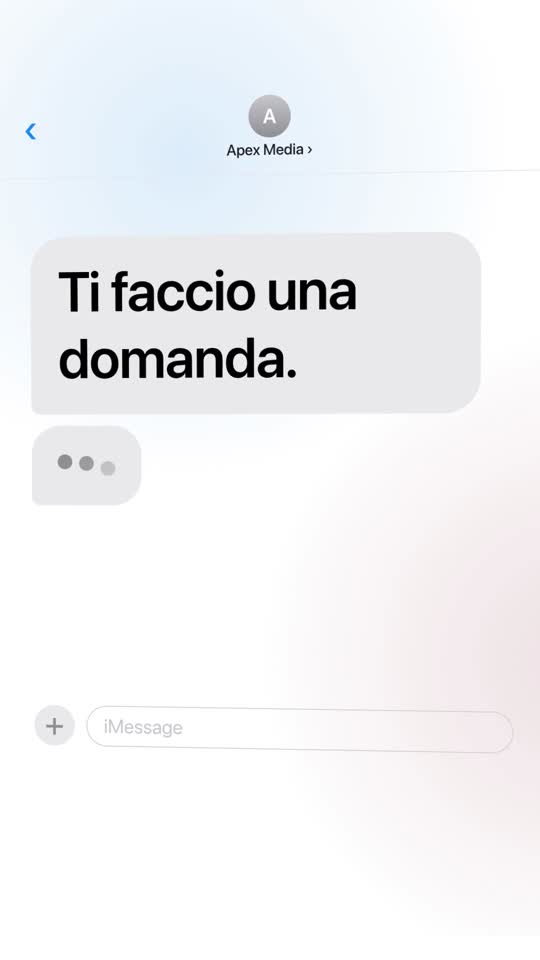 A
Apex Media ›
Ti faccio una
domanda.
iMessage